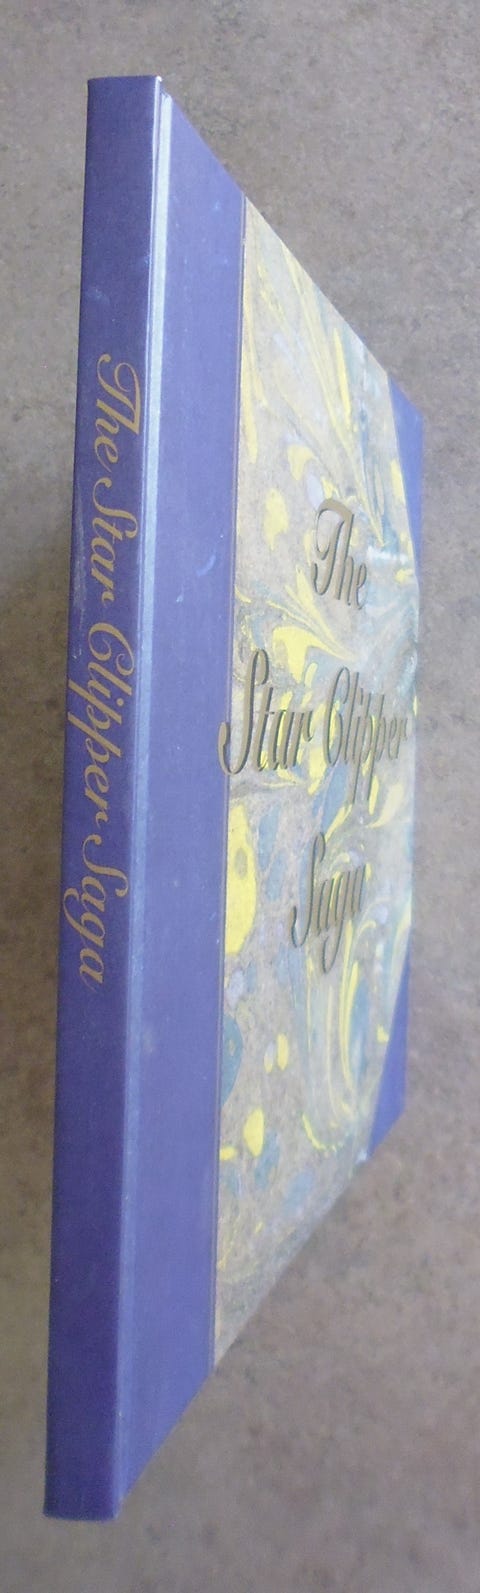 The Star Clipper Saga
The
Star Clipper
Saga